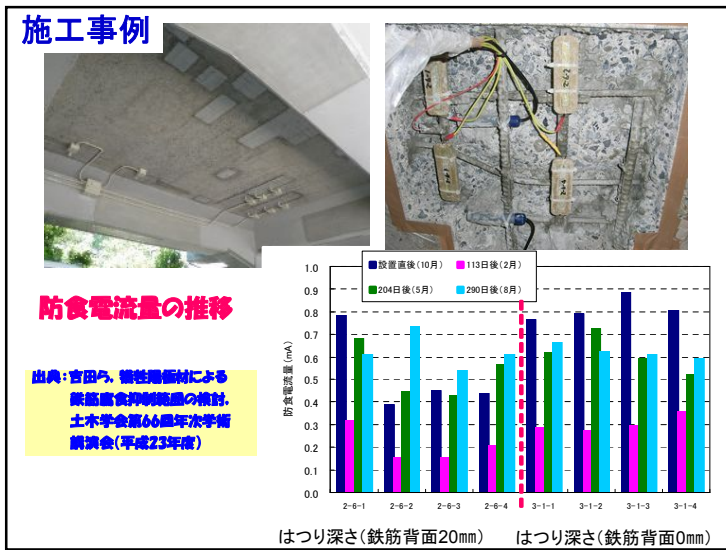 施工事例
防食電流量の推移
出典:吉田ら, 犠牲陽極材による
鉄筋腐食抑制範囲の検討,
土木学会第66回年次学術
講演会(平成23年度)
■設置直後(10月) ■113日後(2月)
■204日後(5月) ■290日後(8月)
防食電流量(mA)
1.0
0.9
0.8
0.7
0.6
0.5
0.4
0.3
0.2
0.1
0.0
2-6-1 2-6-2 2-6-3 2-6-4 3-1-1 3-1-2 3-1-3 3-1-4
はつり深さ(鉄筋背面20mm) はつり深さ(鉄筋背面0mm)